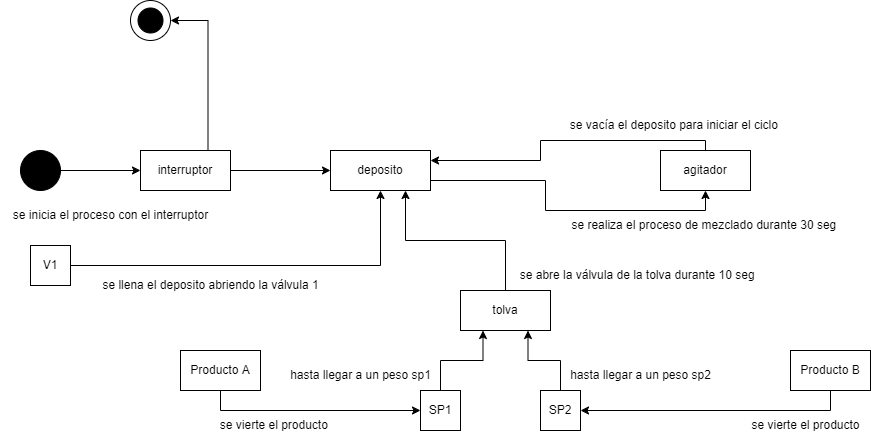 se vacía el deposito para iniciar el ciclo
interruptor
deposito
agitador
se inicia el proceso con el interruptor
se realiza el proceso de mezclado durante 30 seg
V1
se llena el deposito abriendo la válvula 1
se abre la válvula de la tolva durante 10 seg
tolva
Producto A
hasta llegar a un peso sp1
hasta llegar a un peso sp2
Producto B
SP1
SP2
se vierte el producto
se vierte el producto